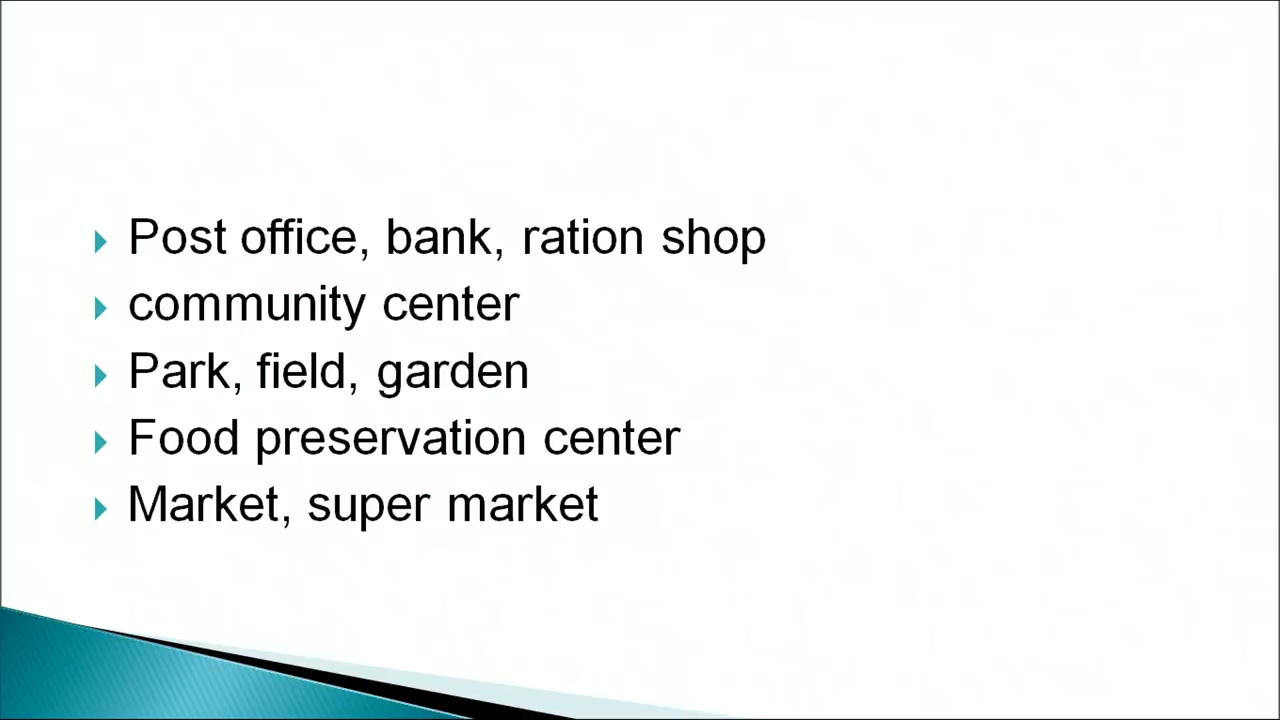 Post office, bank, ration shop
community center
Park, field, garden
Food preservation center
Market, super market